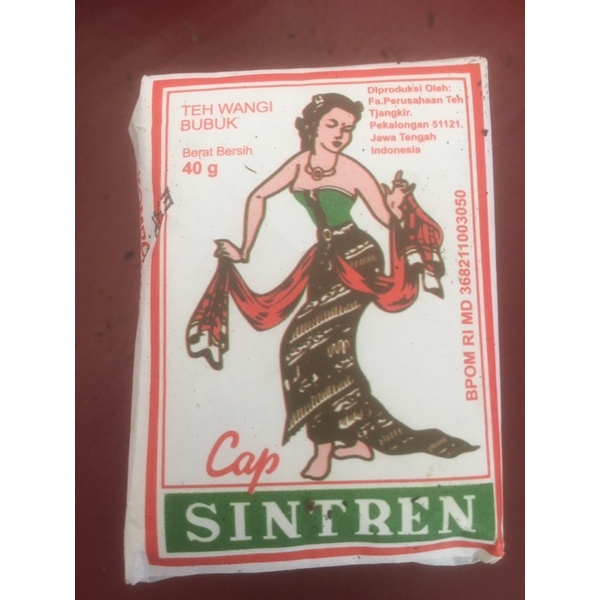 TEH WANGI
BUBUK
Berat Bersih
40 g
Diproduksi Oleh:
Fa.Perusahaan Teh
Tjangkir.
Pekalongan 51121.
Jawa Tengah
Indonesia
BPOM RI MD 368211003050
Cap
SINTREN